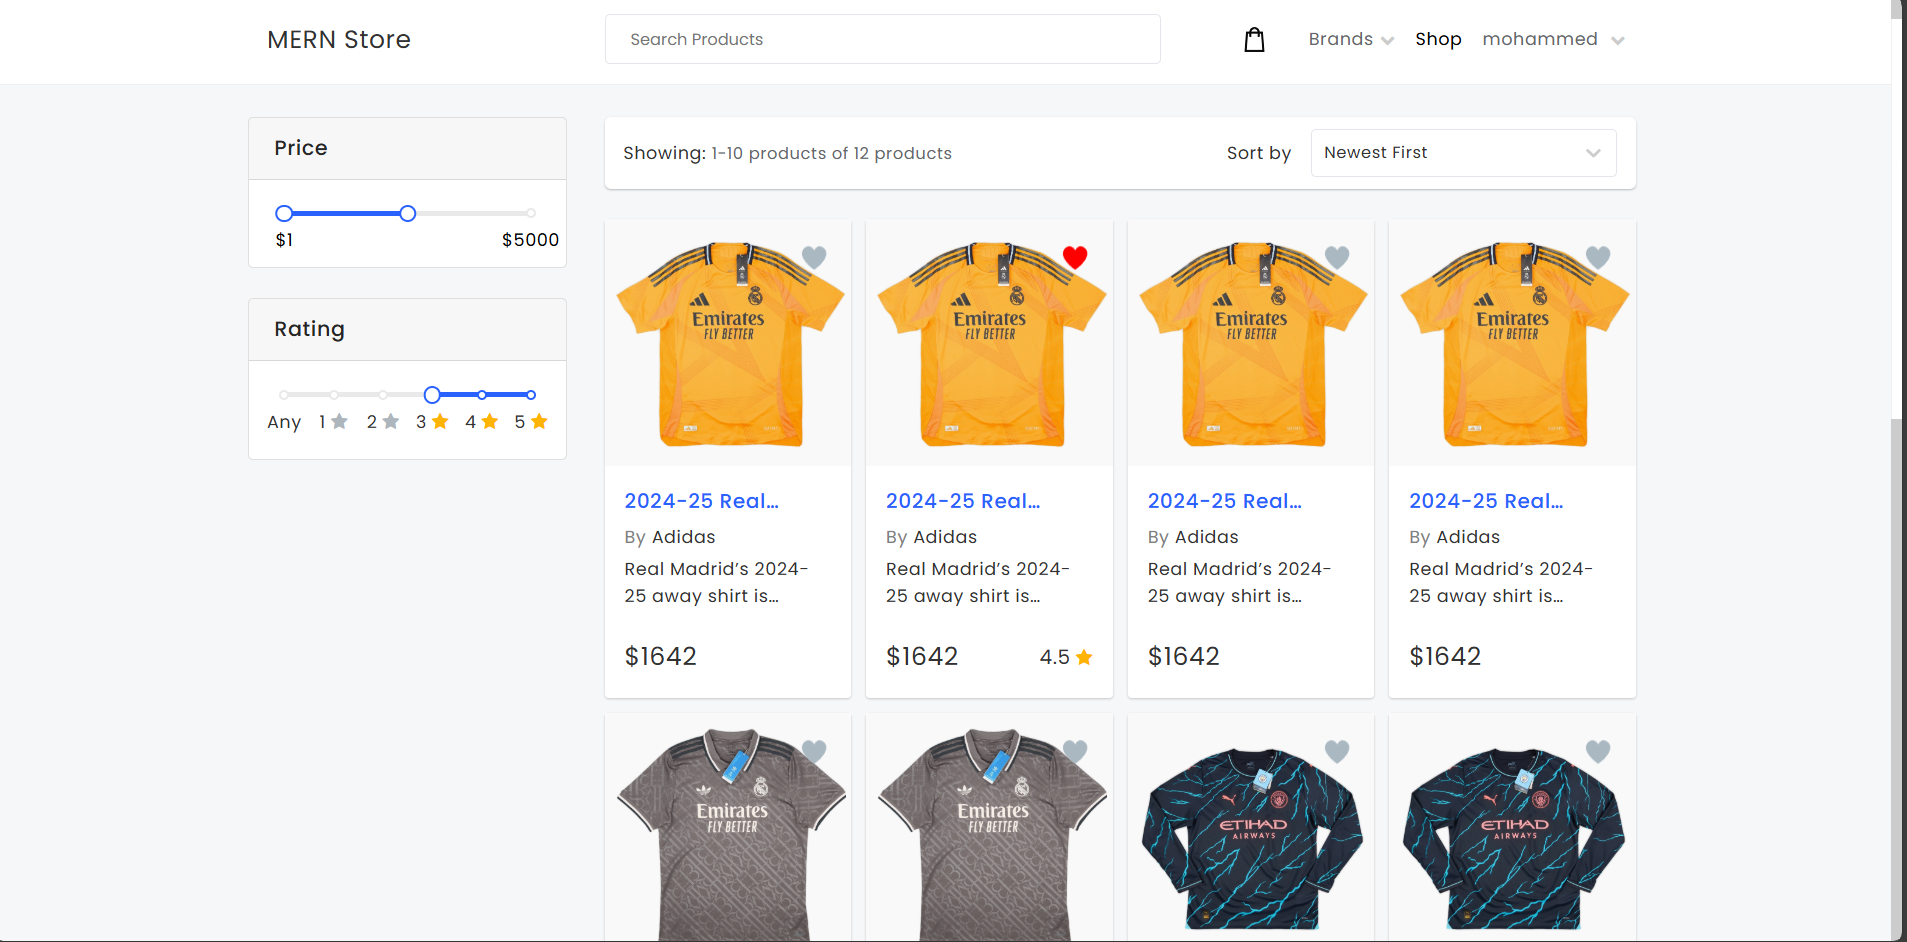 MERN Store
Search Products
Brands
Shop
mohammed
Price
$1
$5000
Rating
Any
1
2
3
4
5
Showing: 1-10 products of 12 products
Sort by
Newest First
Emirates
FLY BETTER
Emirates
FLY BETTER
Emirates
FLY BETTER
Emirates
FLY BETTER
2024-25 Real...
By Adidas
Real Madrid’s 2024-
25 away shirt is...
$1642
2024-25 Real...
By Adidas
Real Madrid’s 2024-
25 away shirt is...
$1642
4.5
2024-25 Real...
By Adidas
Real Madrid’s 2024-
25 away shirt is...
$1642
2024-25 Real...
By Adidas
Real Madrid’s 2024-
25 away shirt is...
$1642
Emirates
FLY BETTER
Emirates
FLY BETTER
ETIHAD
AIRWAYS
ETIHAD
AIRWAYS